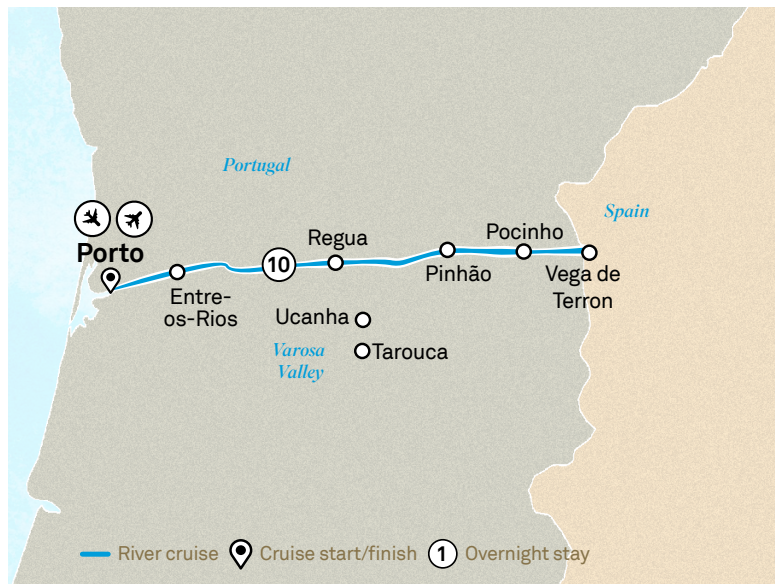 Portugal
Spain
Porto
Regua
Pocinho
10
Pinhão
Vega de
Terron
Entre-
os-Rios
Ucanha
Varosa
Valley
Tarouca
River cruise
Cruise start/finish
1
Overnight stay